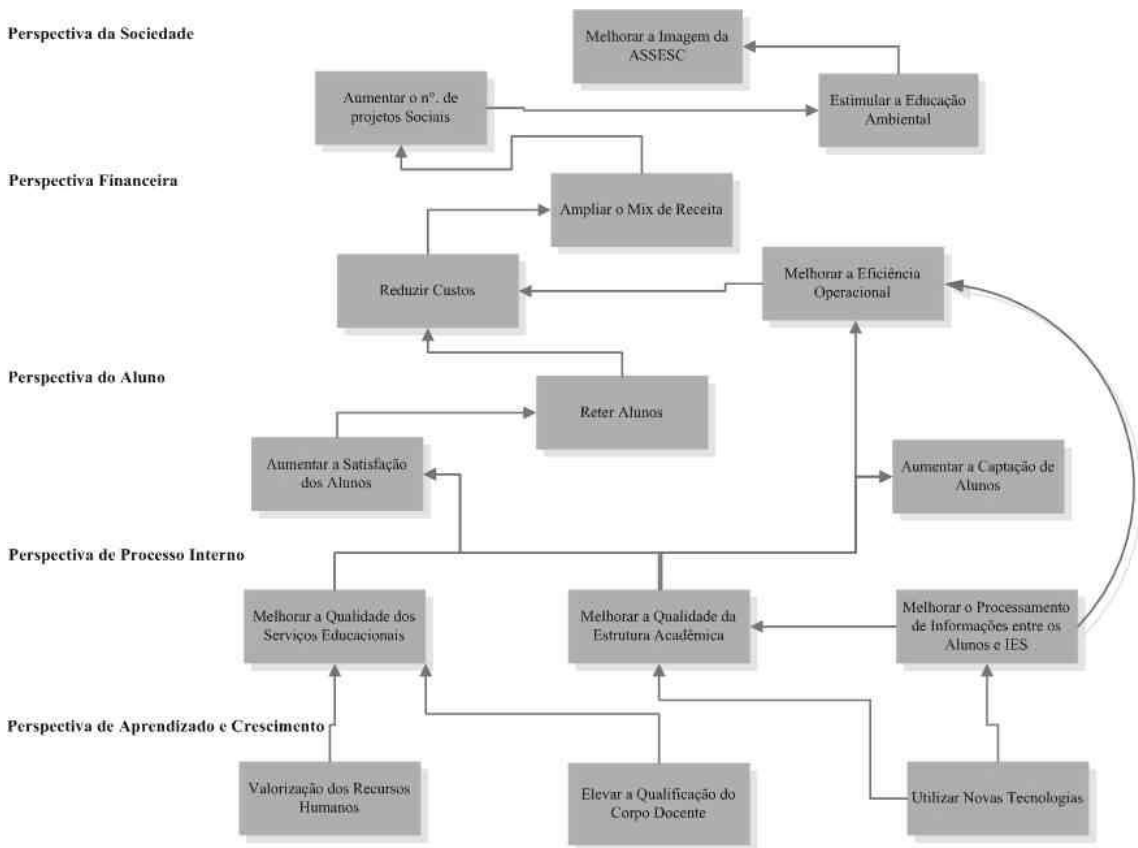 Perspectiva da Sociedade
Melhorar a Imagem da
ASSESC
Aumentar o nº. de
projetos Sociais
Estimular a Educação
Ambiental
Perspectiva Financeira
Ampliar o Mix de Receita
Reduzir Custos
Melhorar a Eficiência
Operacional
Perspectiva do Aluno
Reter Alunos
Aumentar a Satisfação
dos Alunos
Aumentar a Captação de
Alunos
Perspectiva de Processo Interno
Melhorar a Qualidade dos
Serviços Educacionais
Melhorar a Qualidade da
Estrutura Acadêmica
Melhorar o Processamento
de Informações entre os
Alunos e IES
Perspectiva de Aprendizado e Crescimento
Valorização dos Recursos
Humanos
Elevar a Qualificação do
Corpo Docente
Utilizar Novas Tecnologias